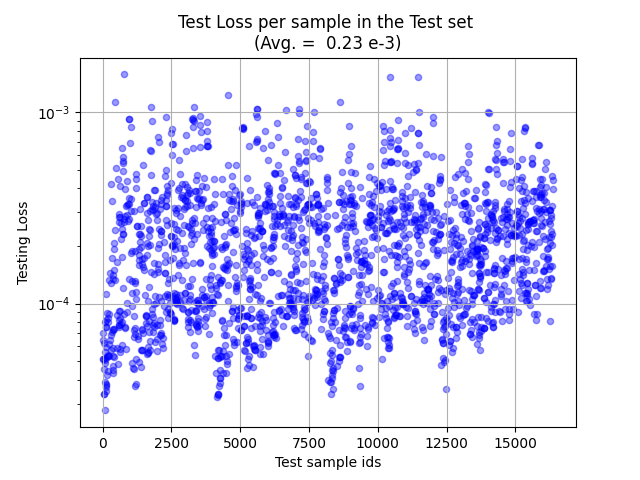 Test Loss per sample in the Test set
(Avg. = 0.23 e-3)
Testing Loss
10⁻³
10⁻⁴
0 2500 5000 7500 10000 12500 15000
Test sample ids